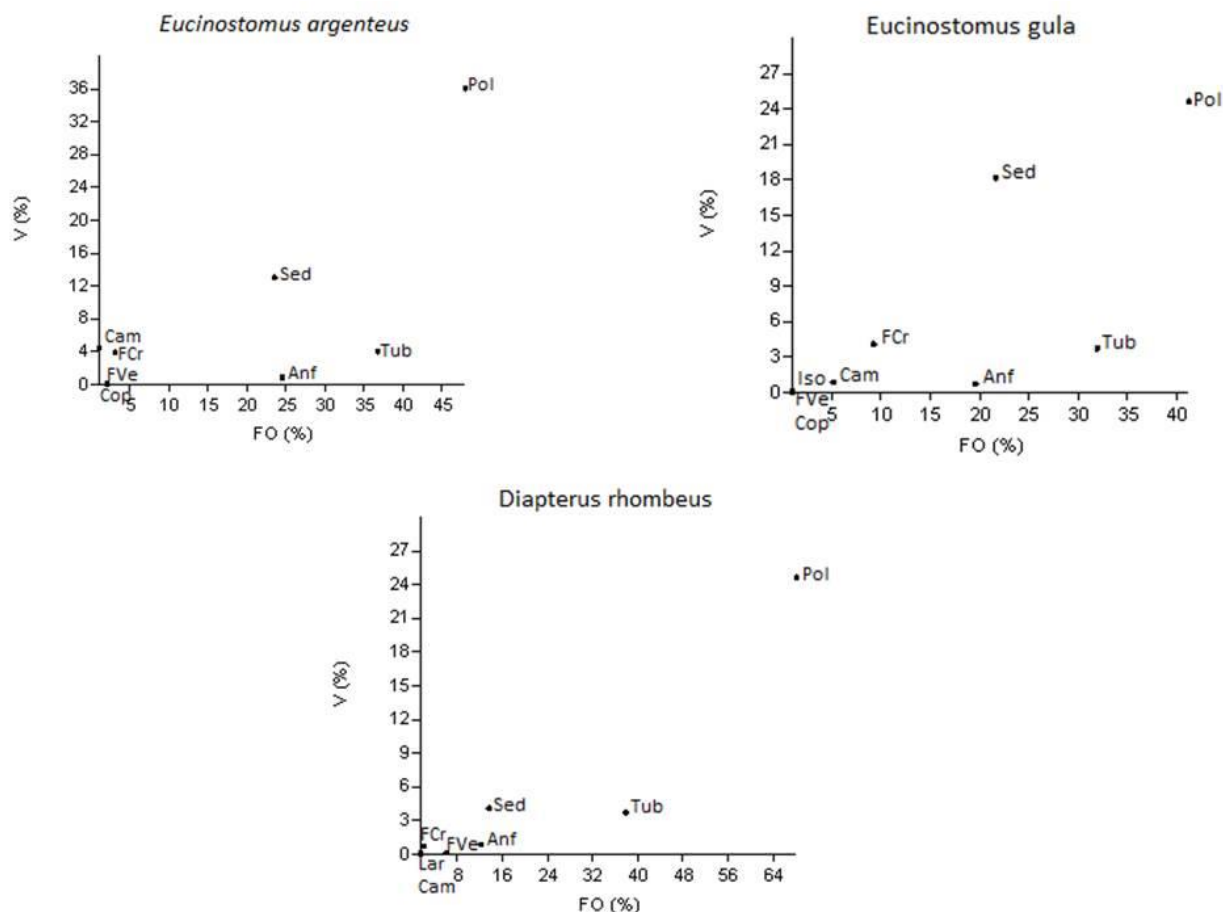 Eucinostomus argenteus
36
32
28
24
20
16
12
8
4
0
V (%)
Pol
Sed
Cam
FCr
Tub
Anf
FVe
Cop
5 10 15 20 25 30 35 40 45
FO (%)
Eucinostomus gula
27
24
21
18
15
12
9
6
3
0
V (%)
Pol
Sed
FCr
Tub
Iso
Cam
Anf
FVe
Cop
5 10 15 20 25 30 35 40
FO (%)
Diapterus rhombeus
27
24
21
18
15
12
9
6
3
0
V (%)
Pol
Sed
Tub
FCr
FVe
Anf
Lar
Cam
8 16 24 32 40 48 56 64
FO (%)